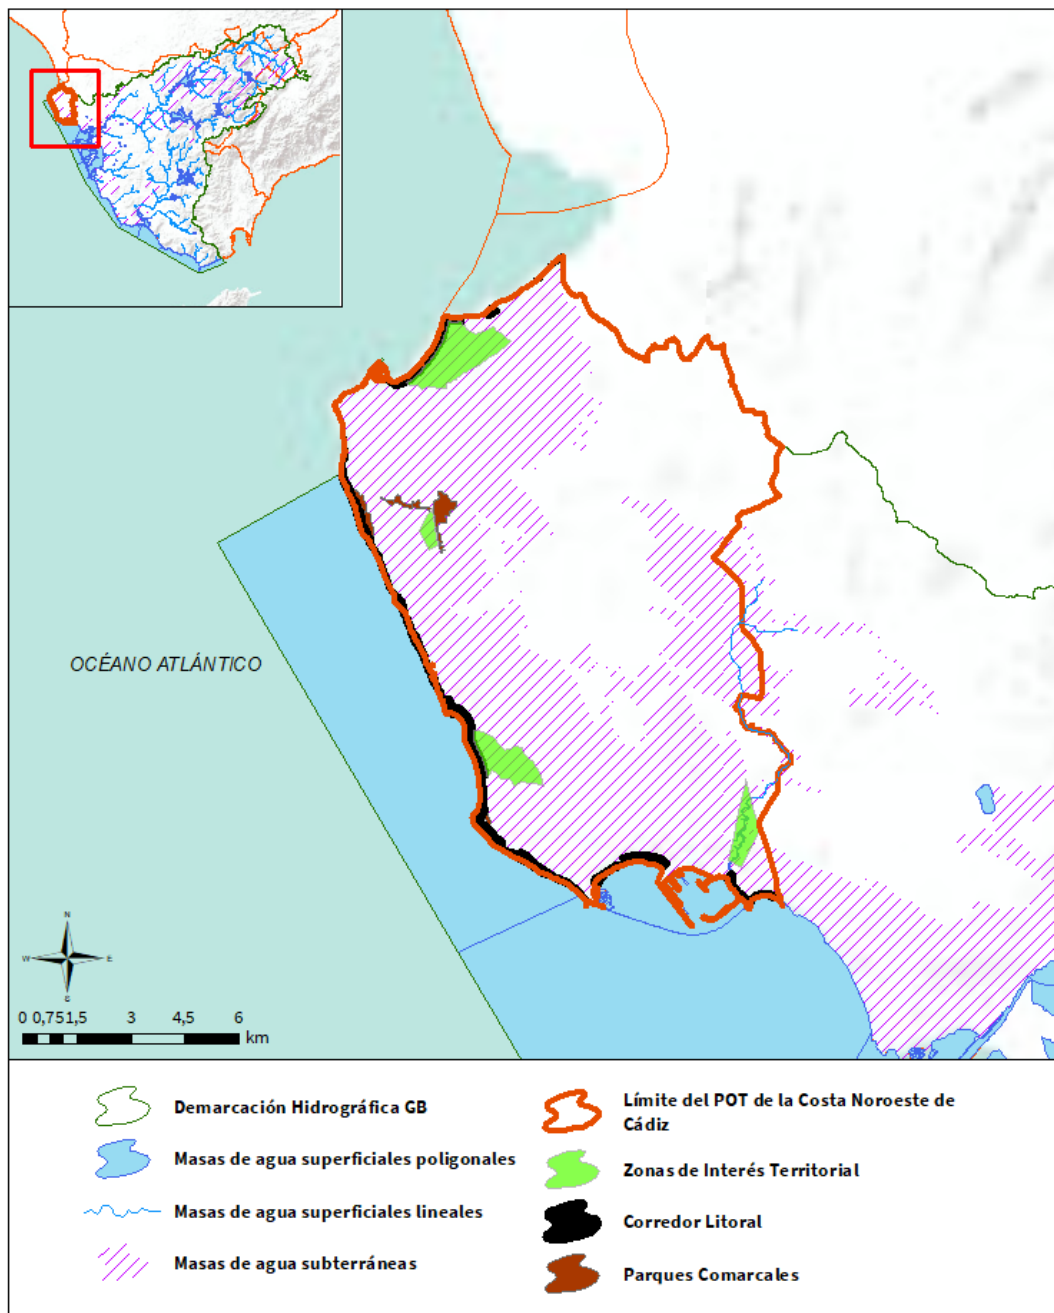 OCÉANO ATLÁNTICO
N
W E
S
0 0,751,5 3 4,5 6
km
Demarcación Hidrográfica GB
Masas de agua superficiales poligonales
Masas de agua superficiales lineales
Masas de agua subterráneas
Límite del POT de la Costa Noroeste de
Cádiz
Zonas de Interés Territorial
Corredor Litoral
Parques Comarcales